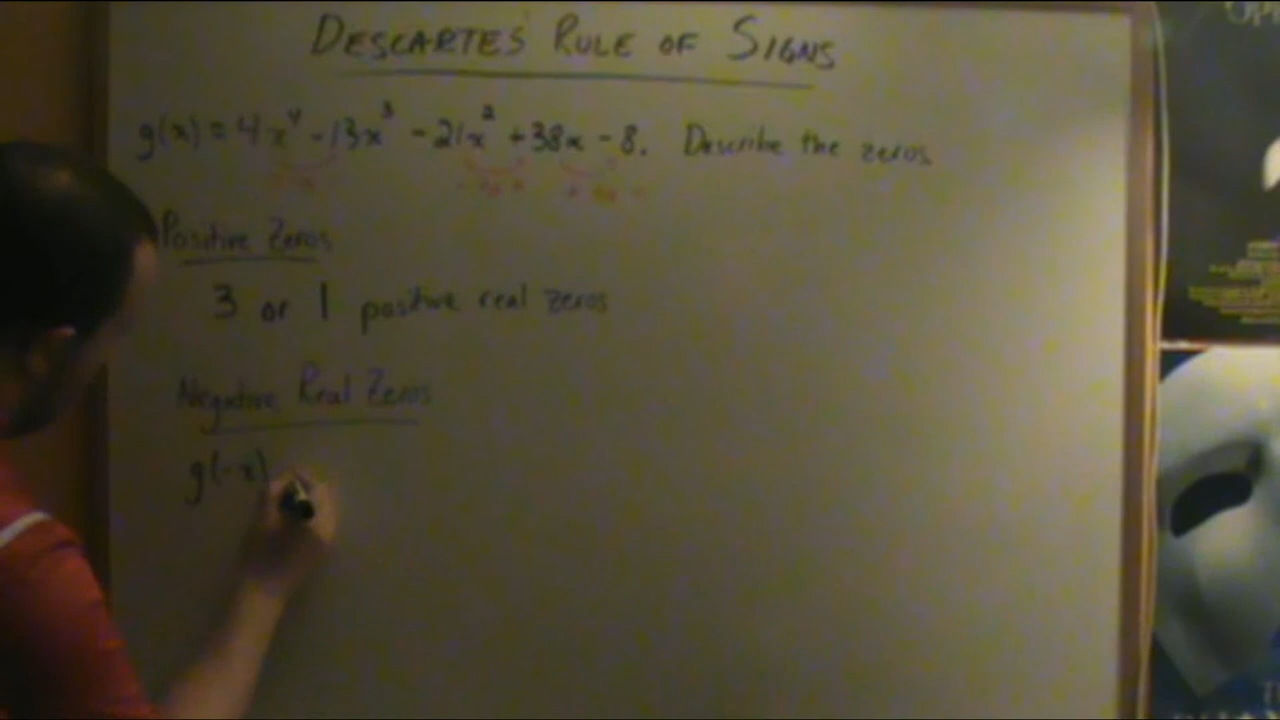 DESCARTE'S RULE OF SIGNS
g(x) = 4x⁴ - 13x³ - 21x² + 38x - 8. Describe the zeros
Positive Zeros
3 or 1 positive real zeros
Negative Real Zeros
g(-x)